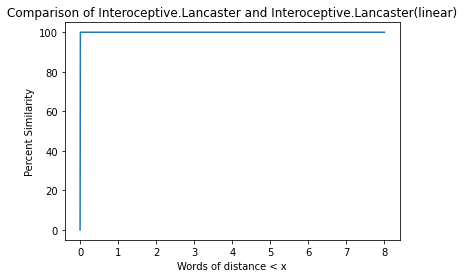 Comparison of Interoceptive.Lancaster and Interoceptive.Lancaster(linear)
100
80
60
40
20
0
Percent Similarity
0 1 2 3 4 5 6 7 8
Words of distance < x